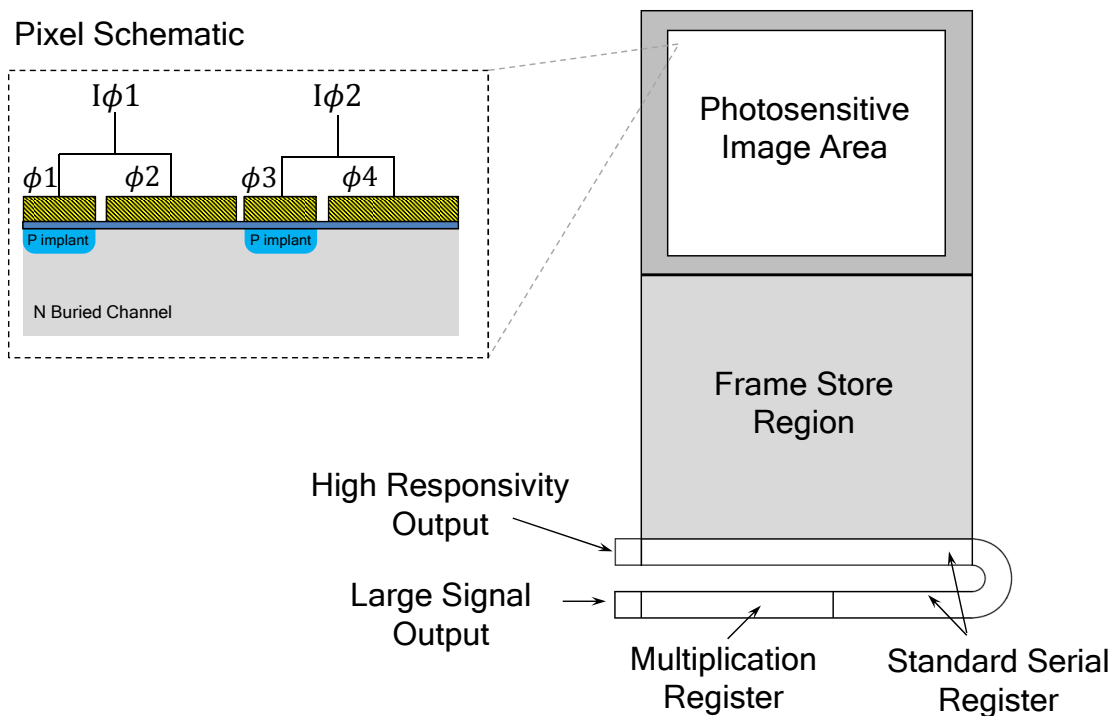 Pixel Schematic
Iϕ1
Iϕ2
ϕ1
ϕ2
ϕ3
ϕ4
P implant
P implant
N Buried Channel
Photosensitive
Image Area
Frame Store
Region
High Responsivity
Output
Large Signal
Output
Multiplication
Register
Standard Serial
Register